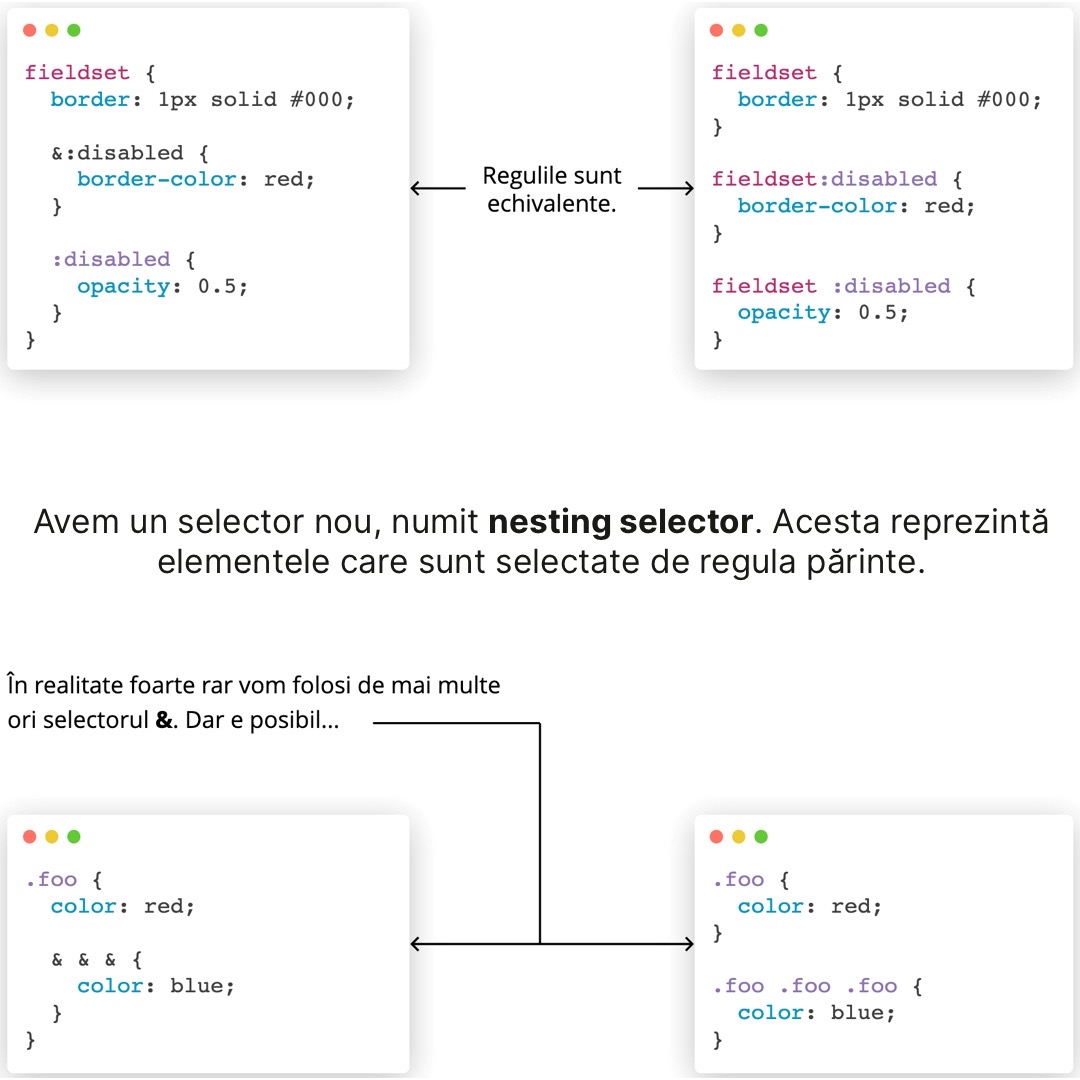 fieldset {
  border: 1px solid #000;

  &:disabled {
    border-color: red;
  }

  :disabled {
    opacity: 0.5;
  }
}
Regulile sunt
echivalente.
fieldset {
  border: 1px solid #000;
}

fieldset:disabled {
  border-color: red;
}

fieldset :disabled {
  opacity: 0.5;
}
Avem un selector nou, numit nesting selector. Acesta reprezintă
elementele care sunt selectate de regula părinte.
În realitate foarte rar vom folosi de mai multe
ori selectorul &. Dar e posibil...
.foo {
  color: red;

  & & & {
    color: blue;
  }
}
.foo {
  color: red;
}

.foo .foo .foo {
  color: blue;
}